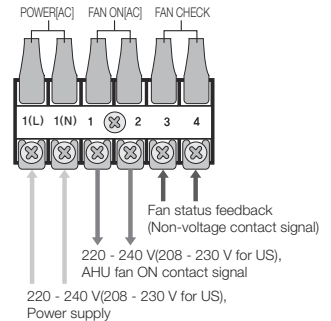 POWER[AC] FAN ON[AC] FAN CHECK
1(L) 1(N) 1 2 3 4
Fan status feedback
(Non-voltage contact signal)
220 - 240 V(208 - 230 V for US),
AHU fan ON contact signal
220 - 240 V(208 - 230 V for US),
Power supply